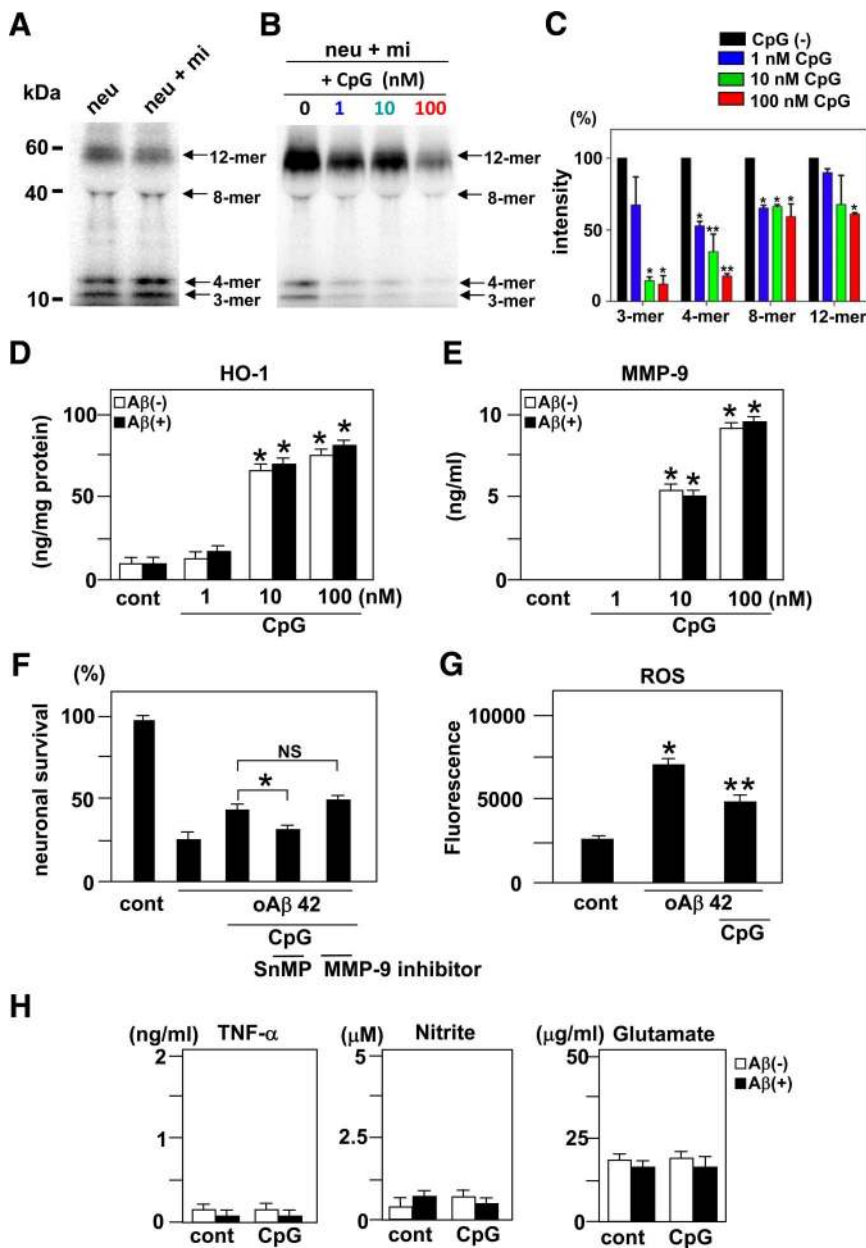 A
neu
neu + mi
kDa
60
40
10
12-mer
8-mer
4-mer
3-mer
B
neu + mi
+ CpG (nM)
0 1 10 100
12-mer
8-mer
4-mer
3-mer
C
CpG (-)
1 nM CpG
10 nM CpG
100 nM CpG
(%)
intensity
100
50
0
* * * ** ** * * * *
3-mer 4-mer 8-mer 12-mer
D
HO-1
Aβ(-)
Aβ(+)
(ng/mg protein)
100
50
0
* * * *
cont 1 10 100 (nM)
CpG
E
MMP-9
Aβ(-)
Aβ(+)
(ng/ml)
10
5
0
* * * *
cont 1 10 100 (nM)
CpG
F
(%)
neuronal survival
100
50
0
NS
*
cont
oAβ 42
CpG
SnMP MMP-9 inhibitor
G
ROS
Fluorescence
10000
5000
0
* **
cont
oAβ 42
CpG
H
(ng/ml) TNF-α
2
1
0
cont CpG
(μM) Nitrite
5
2.5
0
cont CpG
(μg/ml) Glutamate
50
25
0
cont CpG
Aβ(-)
Aβ(+)